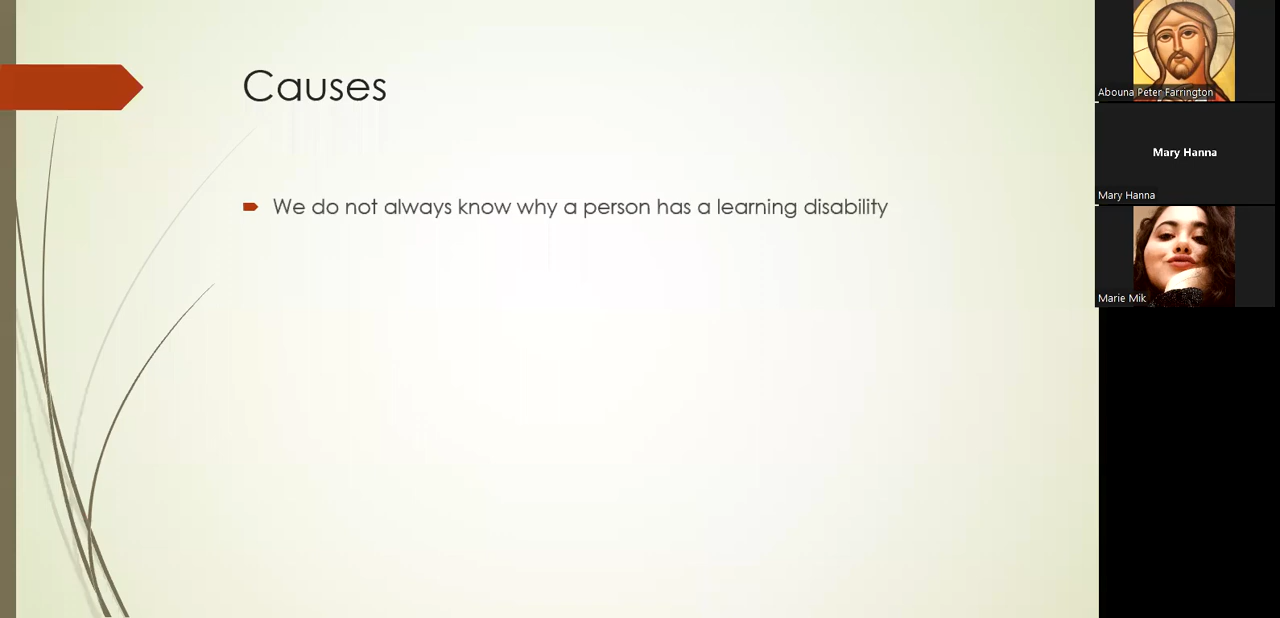 Causes
We do not always know why a person has a learning disability
Abouna Peter Farrington
Mary Hanna
Mary Hanna
Marie Mik